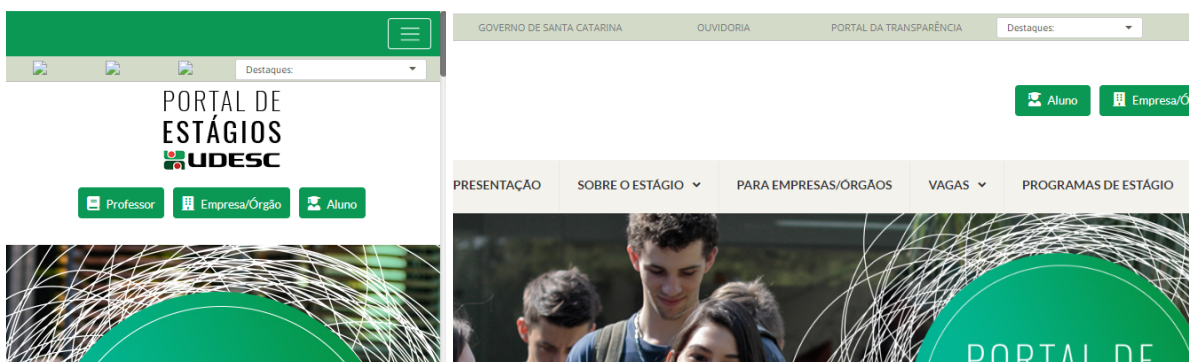 Destaques:
PORTAL DE
ESTÁGIOS
UDESC
Professor
Empresa/Órgão
Aluno
GOVERNO DE SANTA CATARINA
OUVIDORIA
PORTAL DA TRANSPARÊNCIA
Destaques:
Aluno
Empresa/Ó
PRESENTAÇÃO
SOBRE O ESTÁGIO
PARA EMPRESAS/ÓRGÃOS
VAGAS
PROGRAMAS DE ESTÁGIO
PORTAL DE